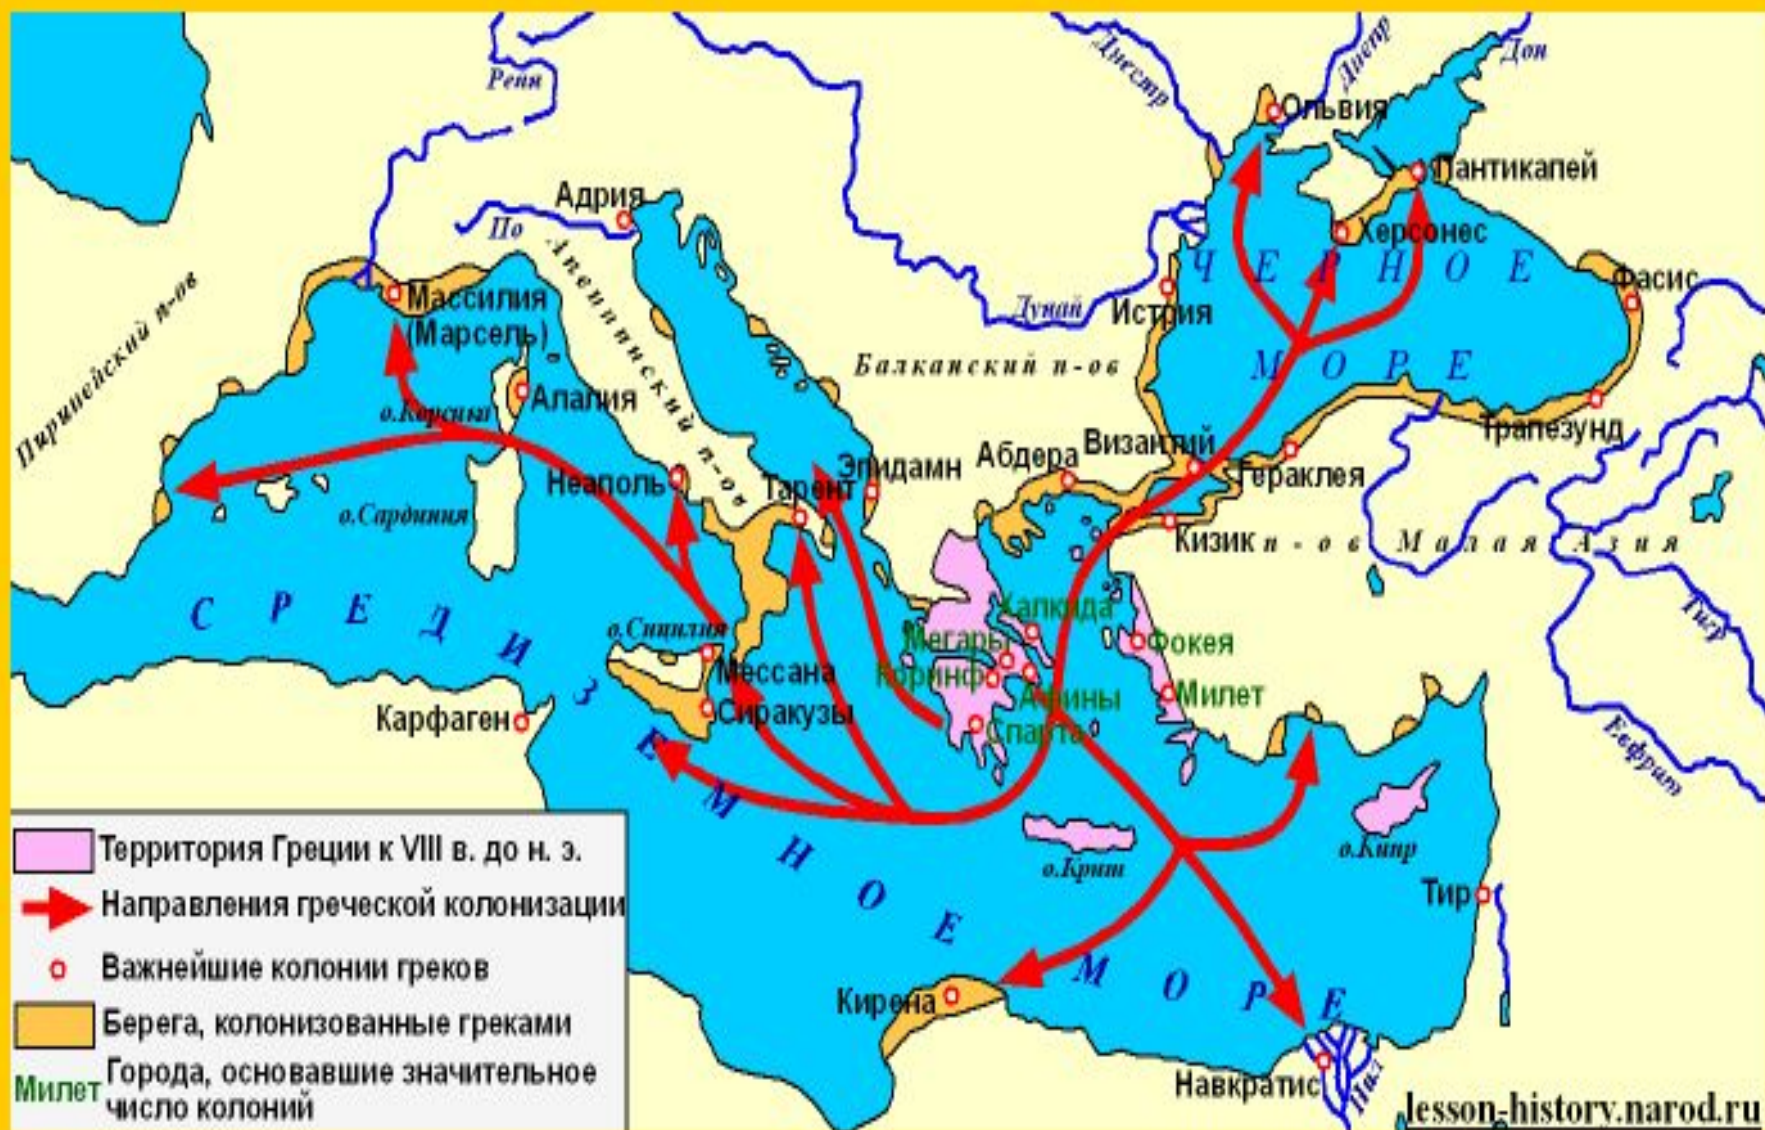 Рейн
Днестр
Днепр
Дон
Ольвия
Пантикапей
Адрия
По
Херсонес
ЧЕРНОЕ
МОРЕ
Фасис
Массилия
(Марсель)
Пиринейский п-ов
Апеннинский п-ов
Дунай
Истрия
Балканский п-ов
Алалия
о.Корсика
Трапезунд
Византий
Абдера
Гераклея
Эпидамн
Неаполь
Тарент
о.Сардиния
Кизик
п-ов Малая Азия
СРЕДИЗЕМНОЕ
МОРЕ
Халкида
Тигр
о.Сицилия
Мегары
Фокея
Мессана
Коринф
Афины
Милет
Карфаген
Сиракузы
Спарта
Евфрат
о.Кипр
о.Крит
Тир
Кирена
Навкратис
Нил
Территория Греции к VIII в. до н. э.
Направления греческой колонизации
Важнейшие колонии греков
Берега, колонизованные греками
Милет Города, основавшие значительное
число колоний
lesson-history.narod.ru